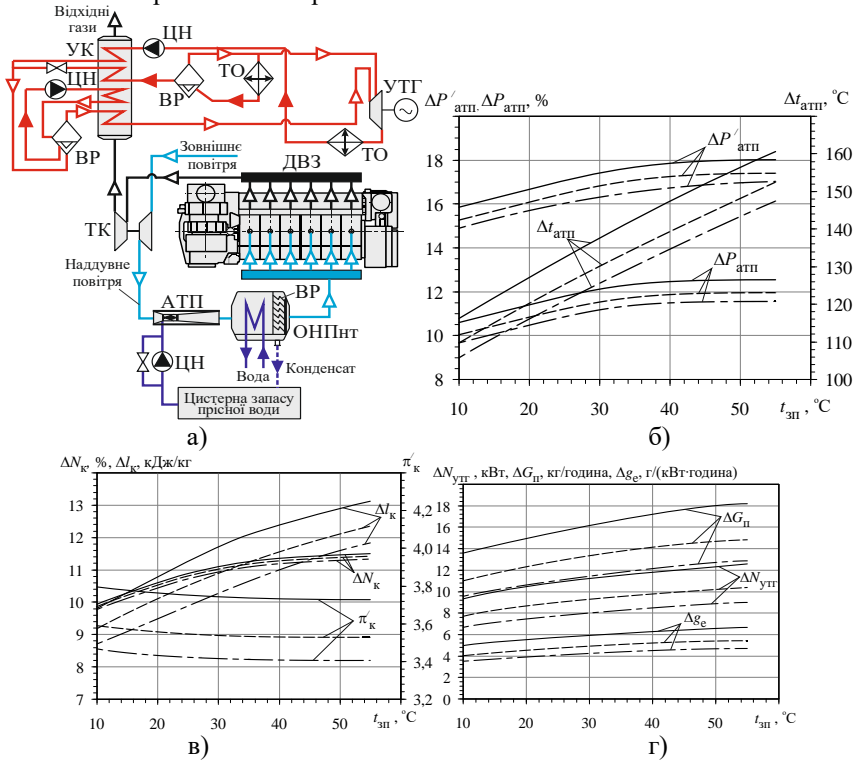 Відхідні
гази
УК
ЦН
ЦН
ВР
ТО
УТГ
ВР
ТО
Зовнішнє
повітря
ДВЗ
ТК
Наддувне
повітря
АТП
ВР
ОНПнт
ЦН
Вода
Конденсат
Цистерна запасу
прісної води
а)
ΔP′атп, ΔPатп, %
Δtатп, °С
18
16
14
12
10
8
160
150
140
130
120
110
100
ΔP′атп
Δtатп
ΔPатп
10 20 30 40 50
tзп, °С
б)
ΔNк, %, Δlк, кДж/кг
π′к
13
12
11
10
9
8
7
4,2
4,0
3,8
3,6
3,4
3,2
Δlк
ΔNк
π′к
10 20 30 40 50
tзп, °С
в)
ΔNутг, кВт, ΔGп, кг/година, Δgе, г/(кВт·година)
18
16
14
12
10
8
6
4
2
0
ΔGп
ΔNутг
Δgе
10 20 30 40 50
tзп, °С
г)